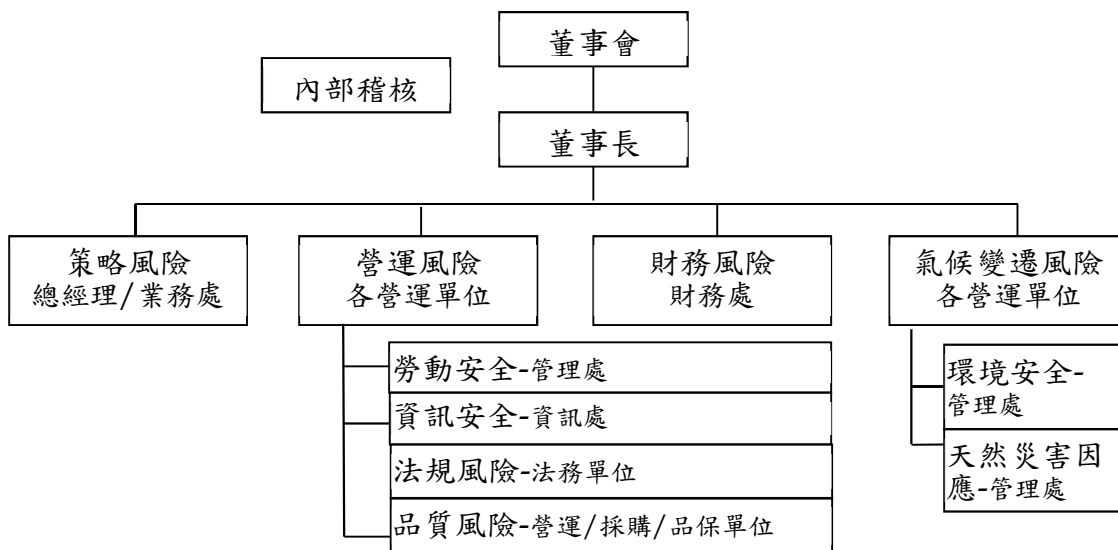 董事會
內部稽核
董事長
策略風險
總經理/業務處
營運風險
各營運單位
財務風險
財務處
氣候變遷風險
各營運單位
勞動安全-管理處
資訊安全-資訊處
法規風險-法務單位
品質風險-營運/採購/品保單位
環境安全-
管理處
天然災害因
應-管理處